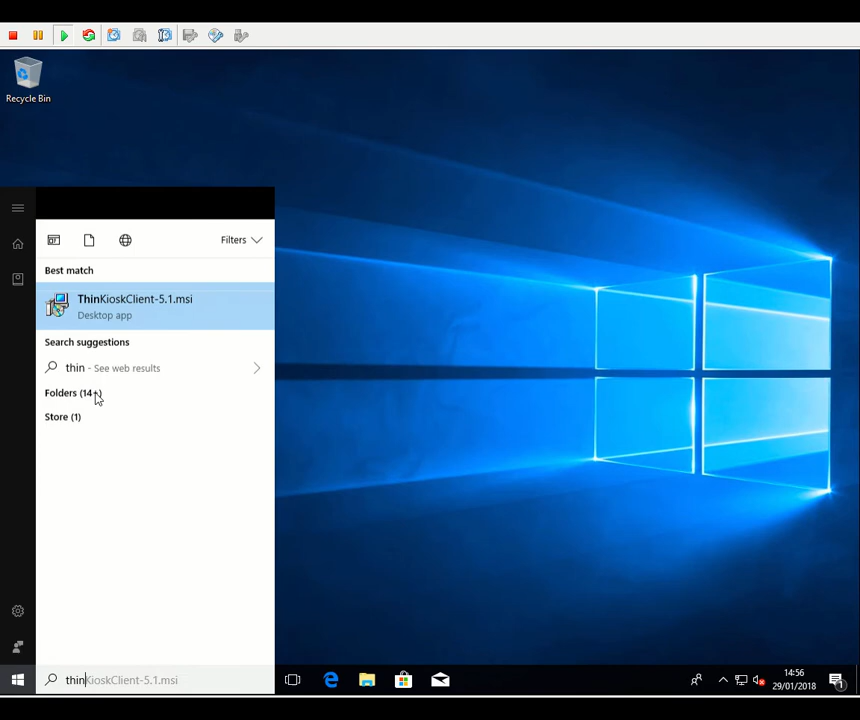 Recycle Bin
Filters
Best match
ThinKioskClient-5.1.msi
Desktop app
Search suggestions
thin - See web results
Folders (14+)
Store (1)
thinKioskClient-5.1.msi
14:56
29/01/2018
1